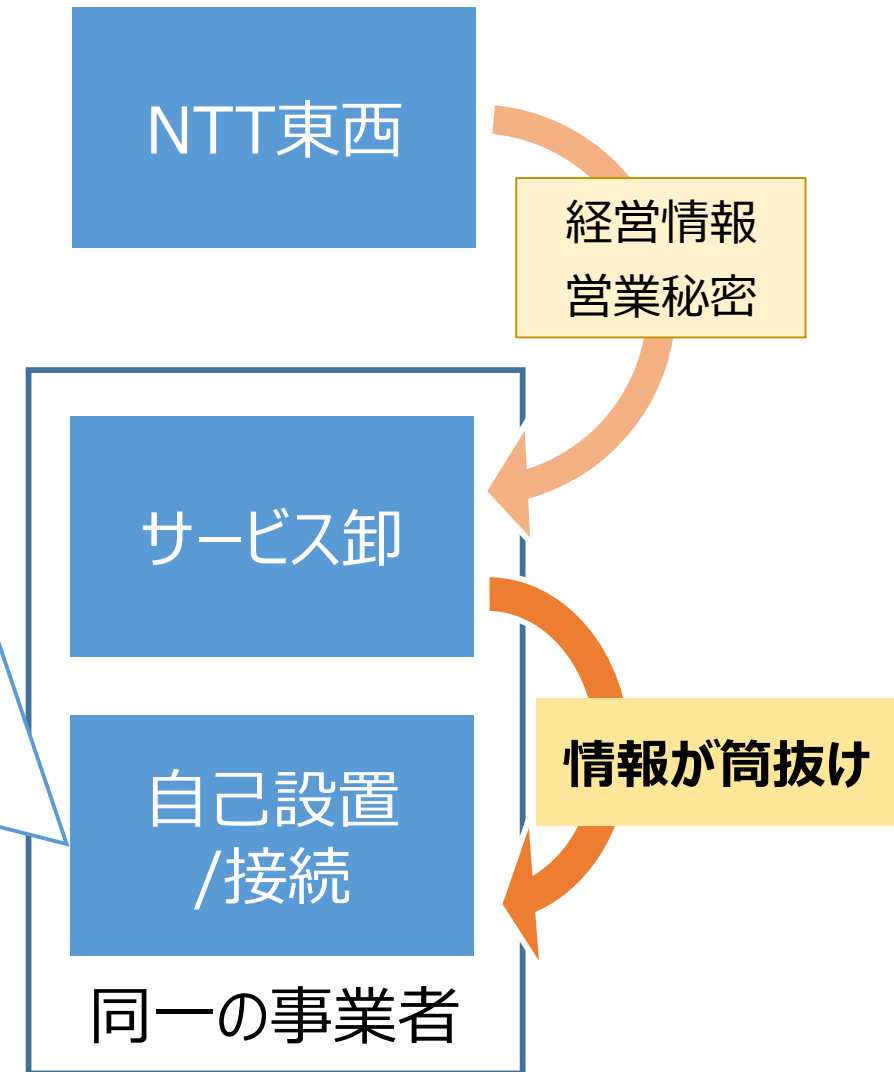 NTT東西
経営情報
営業秘密
サービス卸
情報が筒抜け
自己設置
/接続
同一の事業者